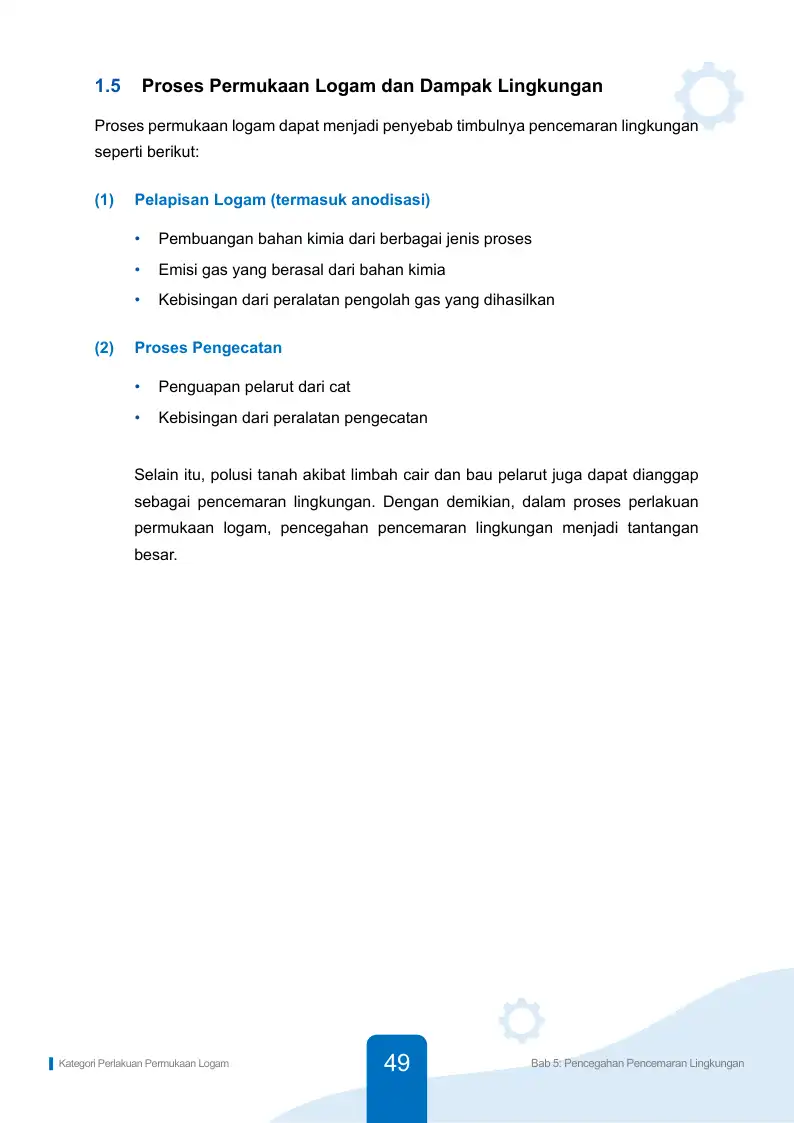 1.5 Proses Permukaan Logam dan Dampak Lingkungan
Proses permukaan logam dapat menjadi penyebab timbulnya pencemaran lingkungan
seperti berikut:
(1) Pelapisan Logam (termasuk anodisasi)
• Pembuangan bahan kimia dari berbagai jenis proses
• Emisi gas yang berasal dari bahan kimia
• Kebisingan dari peralatan pengolah gas yang dihasilkan
(2) Proses Pengecatan
• Penguapan pelarut dari cat
• Kebisingan dari peralatan pengecatan
Selain itu, polusi tanah akibat limbah cair dan bau pelarut juga dapat dianggap
sebagai pencemaran lingkungan. Dengan demikian, dalam proses perlakuan
permukaan logam, pencegahan pencemaran lingkungan menjadi tantangan
besar.
Kategori Perlakuan Permukaan Logam
49
Bab 5: Pencegahan Pencemaran Lingkungan